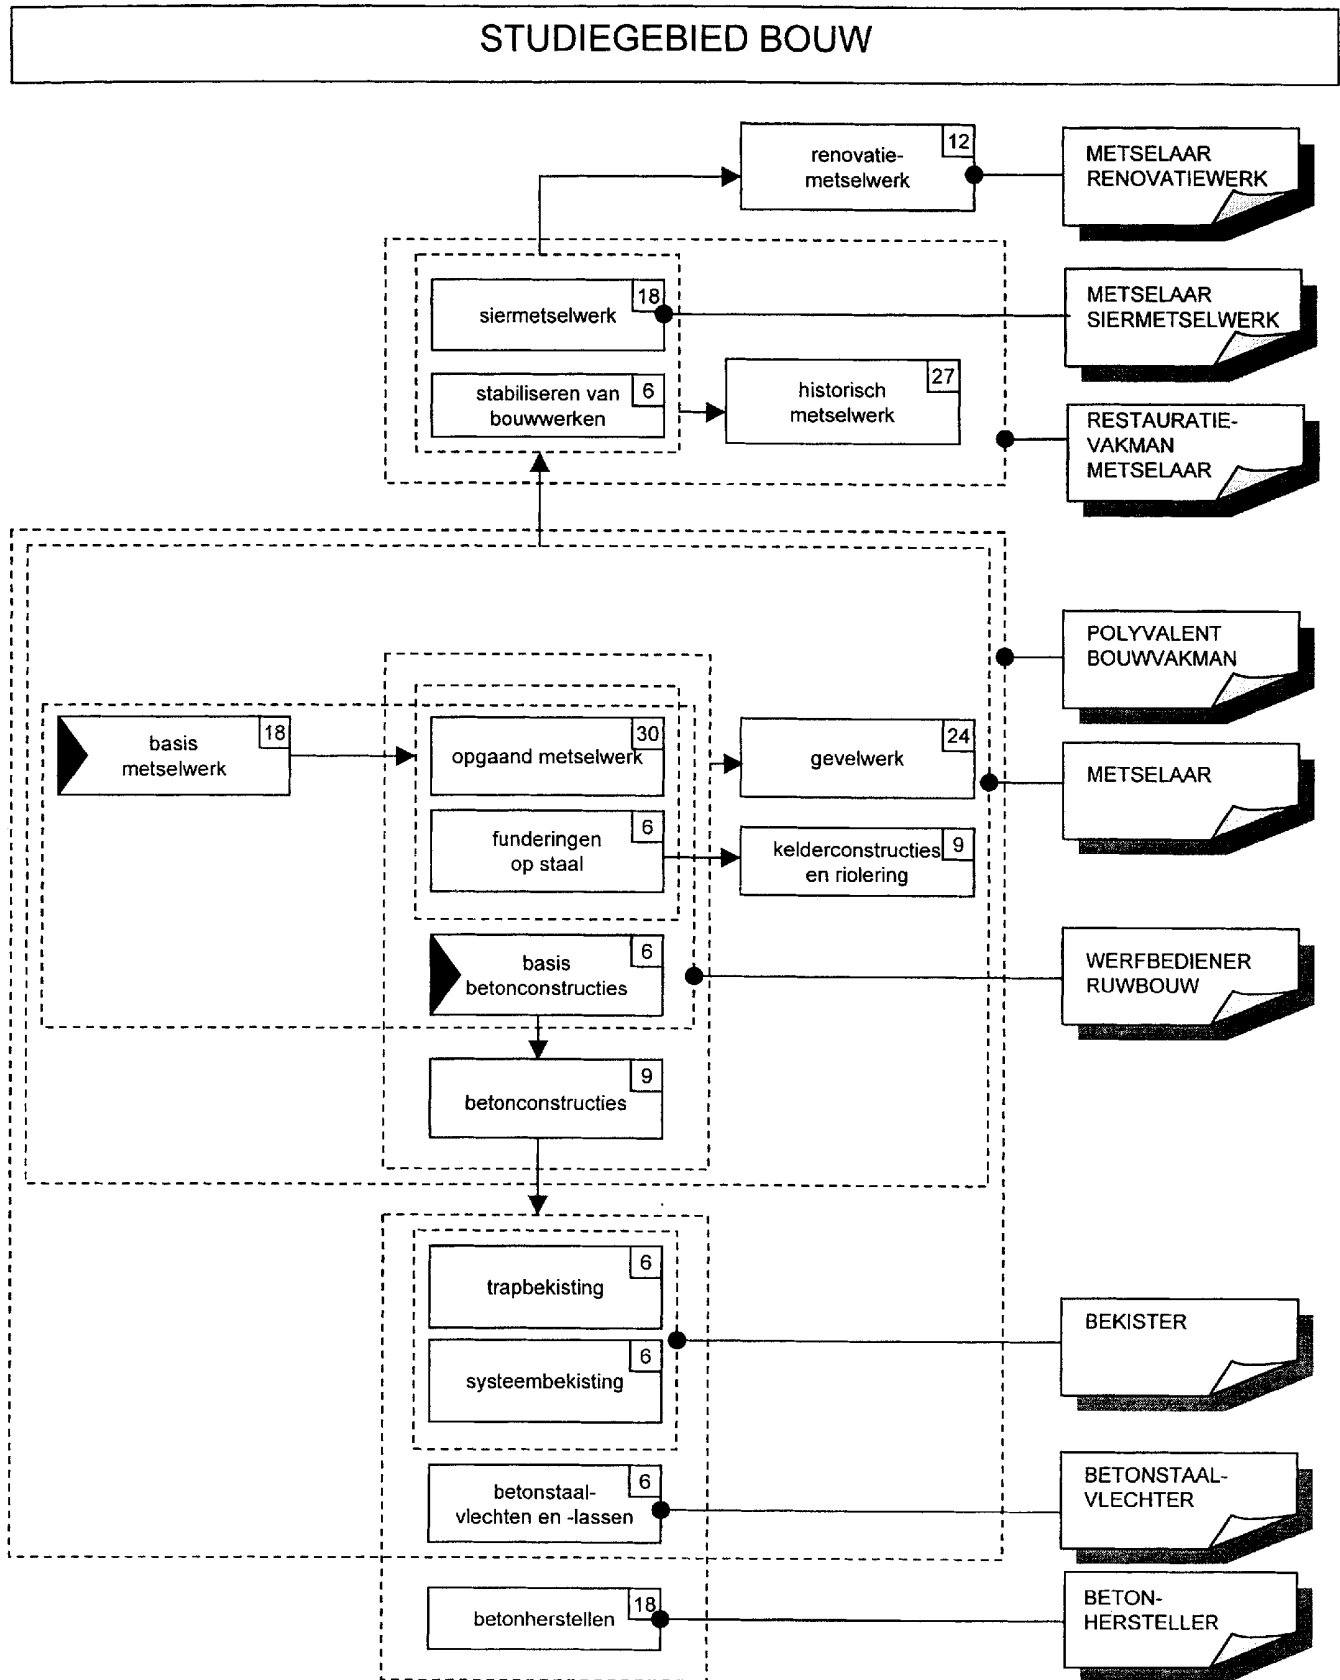 STUDIEGEBIED BOUW
12
renovatie-
metselwerk
METSELAAR
RENOVATIEWERK
18
siermetselwerk
METSELAAR
SIERMETSELWERK
6
stabiliseren van
bouwwerken
27
historisch
metselwerk
RESTAURATIE-
VAKMAN
METSELAAR
POLYVALENT
BOUWVAKMAN
18
basis
metselwerk
30
opgaand metselwerk
24
gevelwerk
METSELAAR
6
funderingen
op staal
9
kelderconstructies
en riolering
6
basis
betonconstructies
WERFBEDIENER
RUWBOUW
9
betonconstructies
6
trapbekisting
6
systeembekisting
BEKISTER
6
betonstaal-
vlechten en -lassen
BETONSTAAL-
VLECHTER
18
betonherstellen
BETON-
HERSTELLER